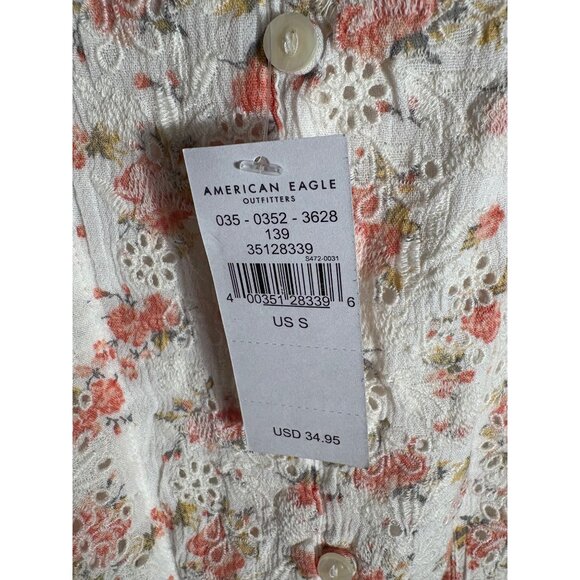 AMERICAN EAGLE
OUTFITTERS
035 - 0352 - 3628
139
35128339
S472-0031
4 00351 28339 6
US S
USD 34.95